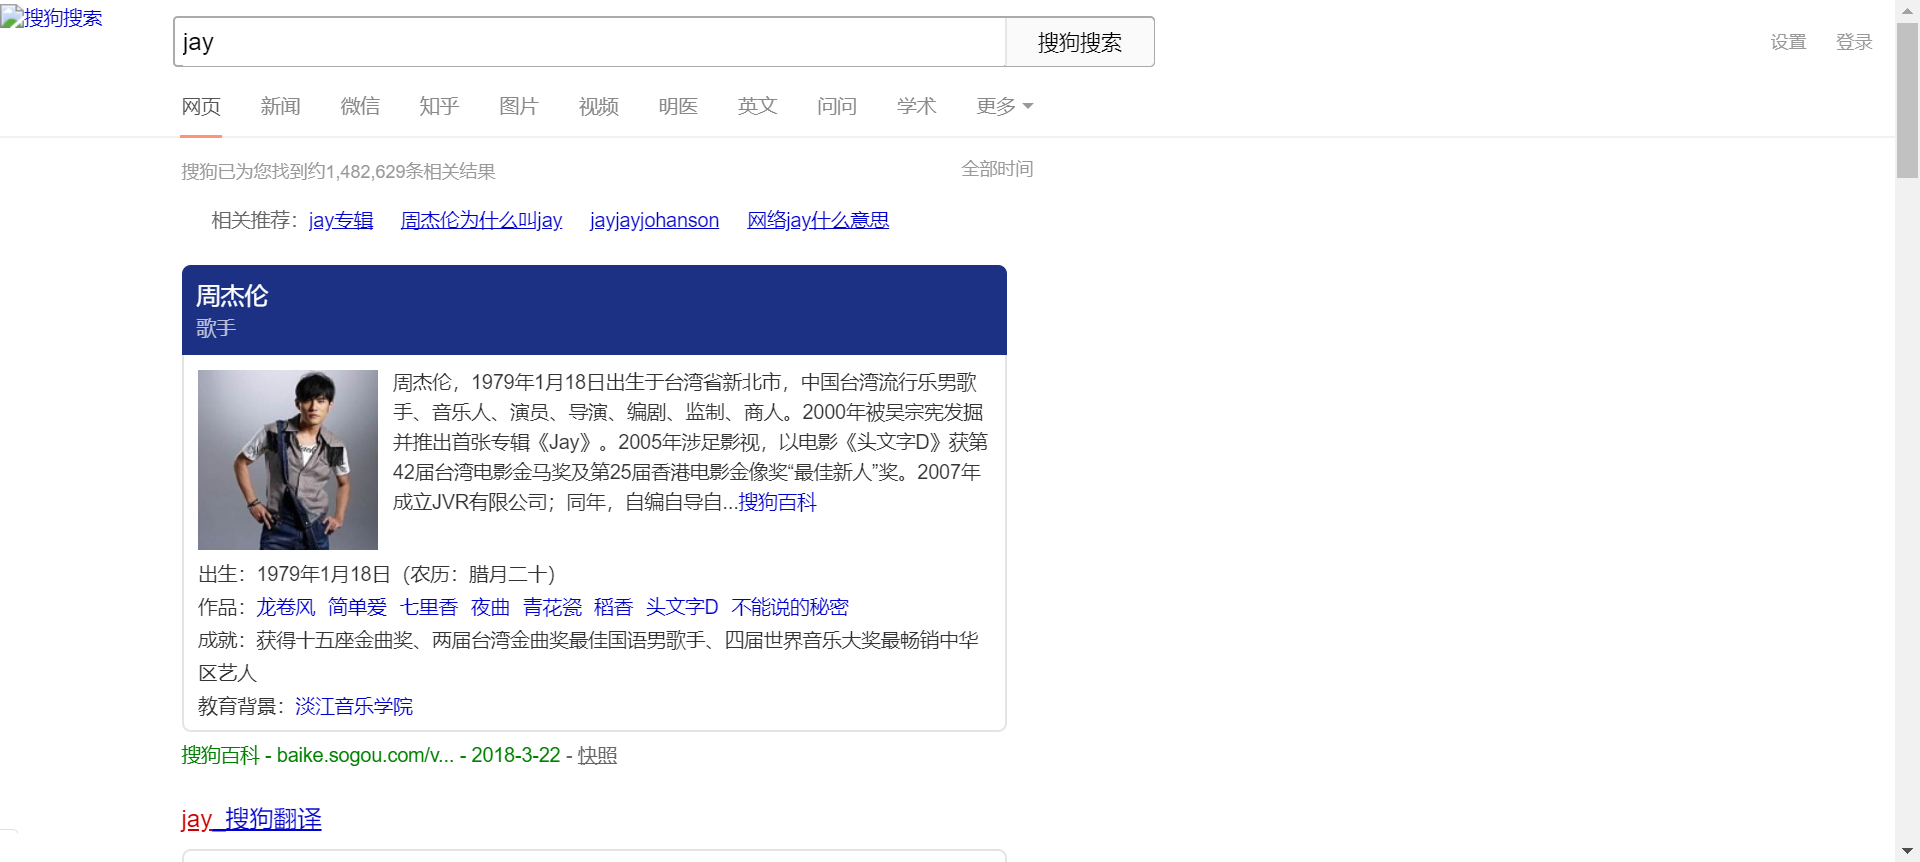 搜狗搜索
jay
搜狗搜索
设置 登录
网页 新闻 微信 知乎 图片 视频 明医 英文 问问 学术 更多
搜狗已为您找到约1,482,629条相关结果
全部时间
相关推荐：jay专辑 周杰伦为什么叫jay jayjayjohanson 网络jay什么意思
周杰伦
歌手
周杰伦，1979年1月18日出生于台湾省新北市，中国台湾流行乐男歌
手、音乐人、演员、导演、编剧、监制、商人。2000年被吴宗宪发掘
并推出首张专辑《Jay》。2005年涉足影视，以电影《头文字D》获第
42届台湾电影金马奖及第25届香港电影金像奖“最佳新人”奖。2007年
成立JVR有限公司；同年，自编自导自...搜狗百科
出生：1979年1月18日（农历：腊月二十）
作品：龙卷风 简单爱 七里香 夜曲 青花瓷 稻香 头文字D 不能说的秘密
成就：获得十五座金曲奖、两届台湾金曲奖最佳国语男歌手、四届世界音乐大奖最畅销中华
区艺人
教育背景：淡江音乐学院
搜狗百科 - baike.sogou.com/v... - 2018-3-22 - 快照
jay_搜狗翻译